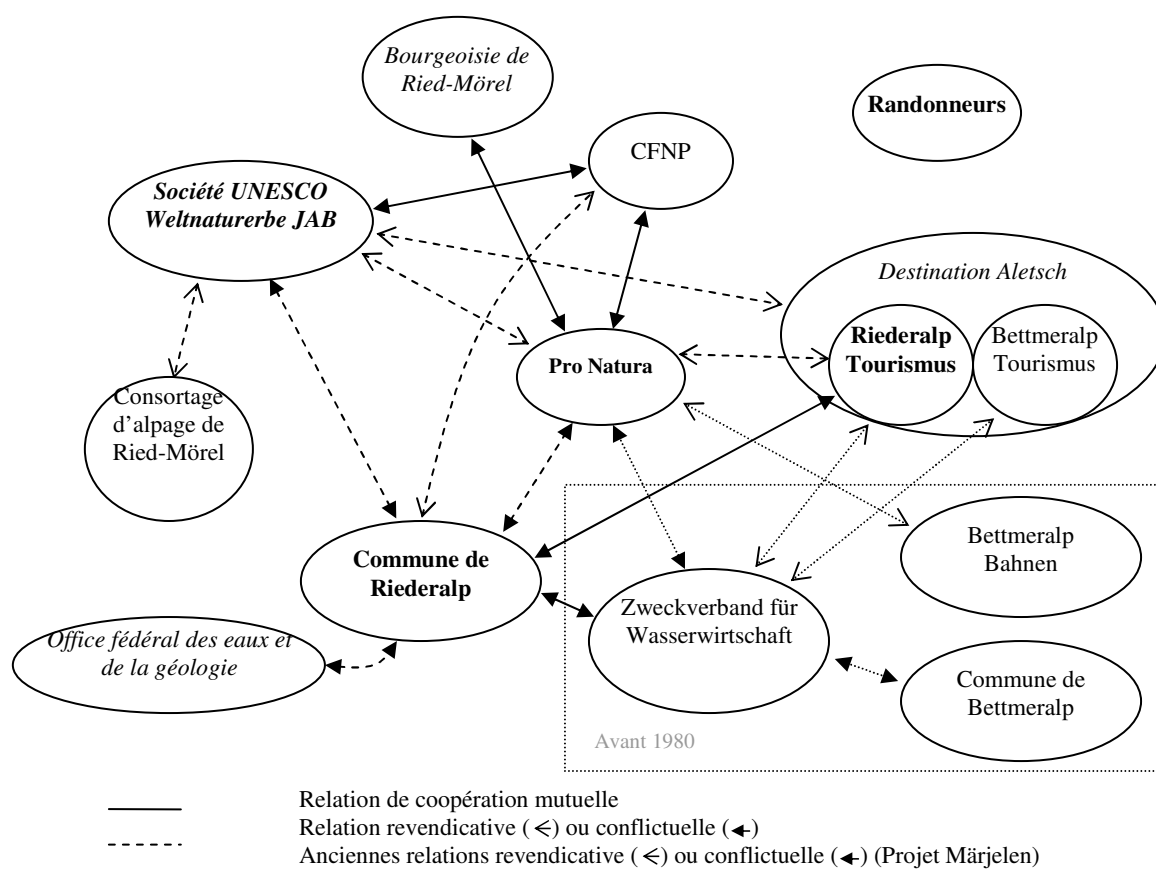 Bourgeoisie de
Ried-Mörel
Randonneurs
CFNP
Société UNESCO
Weltnaturerbe JAB
Destination Aletsch
Riederalp
Tourismus
Bettmeralp
Tourismus
Pro Natura
Consortage
d'alpage de
Ried-Mörel
Commune de
Riederalp
Bettmeralp
Bahnen
Zweckverband für
Wasserwirtschaft
Office fédéral des eaux et
de la géologie
Commune de
Bettmeralp
Avant 1980
Relation de coopération mutuelle
Relation revendicative (<) ou conflictuelle (←)
Anciennes relations revendicative (<) ou conflictuelle (←) (Projet Märjelen)